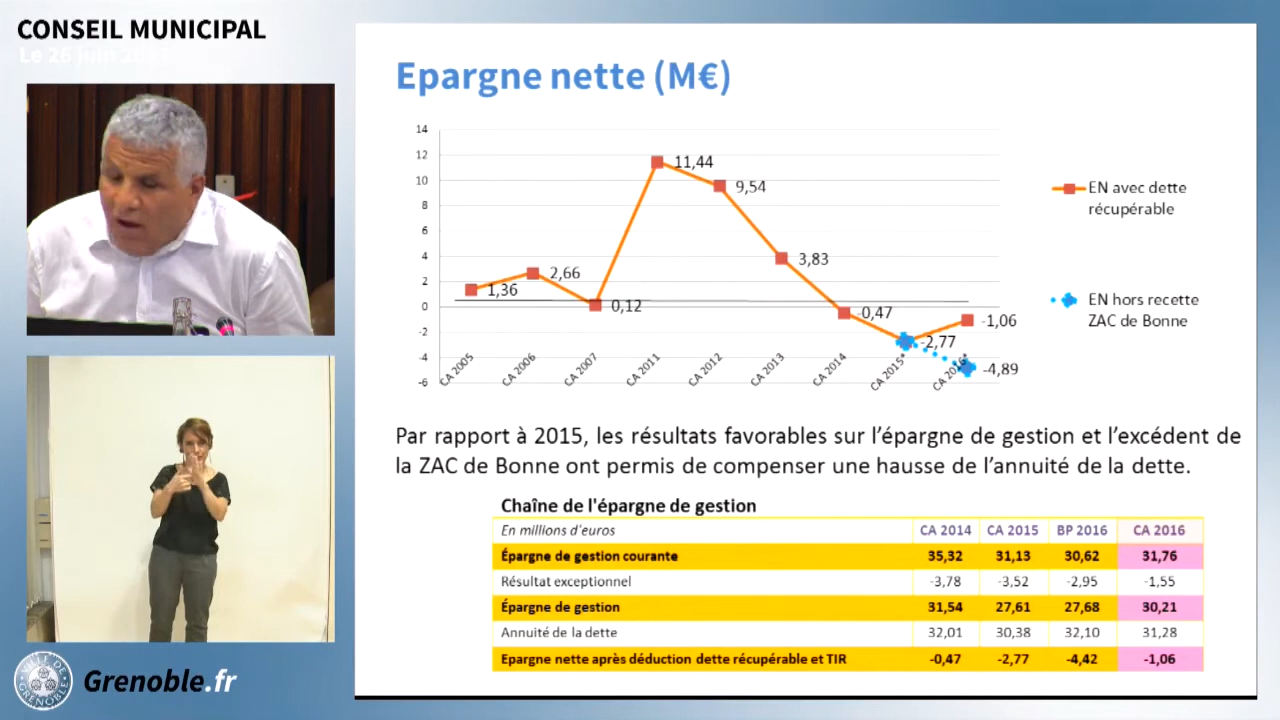 CONSEIL MUNICIPAL
Le 26 juin
Epargne nette (M€)
14
12
10
8
6
4
2
0
-2
-4
-6
1,36
2,66
0,12
11,44
9,54
3,83
-0,47
-2,77
-1,06
-4,89
CA 2005
CA 2006
CA 2007
CA 2011
CA 2012
CA 2013
CA 2014
CA 2015*
CA 2016*
EN avec dette
récupérable
EN hors recette
ZAC de Bonne
Par rapport à 2015, les résultats favorables sur l’épargne de gestion et l’excédent de
la ZAC de Bonne ont permis de compenser une hausse de l’annuité de la dette.
Chaîne de l'épargne de gestion
En millions d'euros CA 2014 CA 2015 BP 2016 CA 2016
Épargne de gestion courante 35,32 31,13 30,62 31,76
Résultat exceptionnel -3,78 -3,52 -2,95 -1,55
Épargne de gestion 31,54 27,61 27,68 30,21
Annuité de la dette 32,01 30,38 32,10 31,28
Epargne nette après déduction dette récupérable et TIR -0,47 -2,77 -4,42 -1,06
VILLE DE GRENOBLE
Grenoble.fr